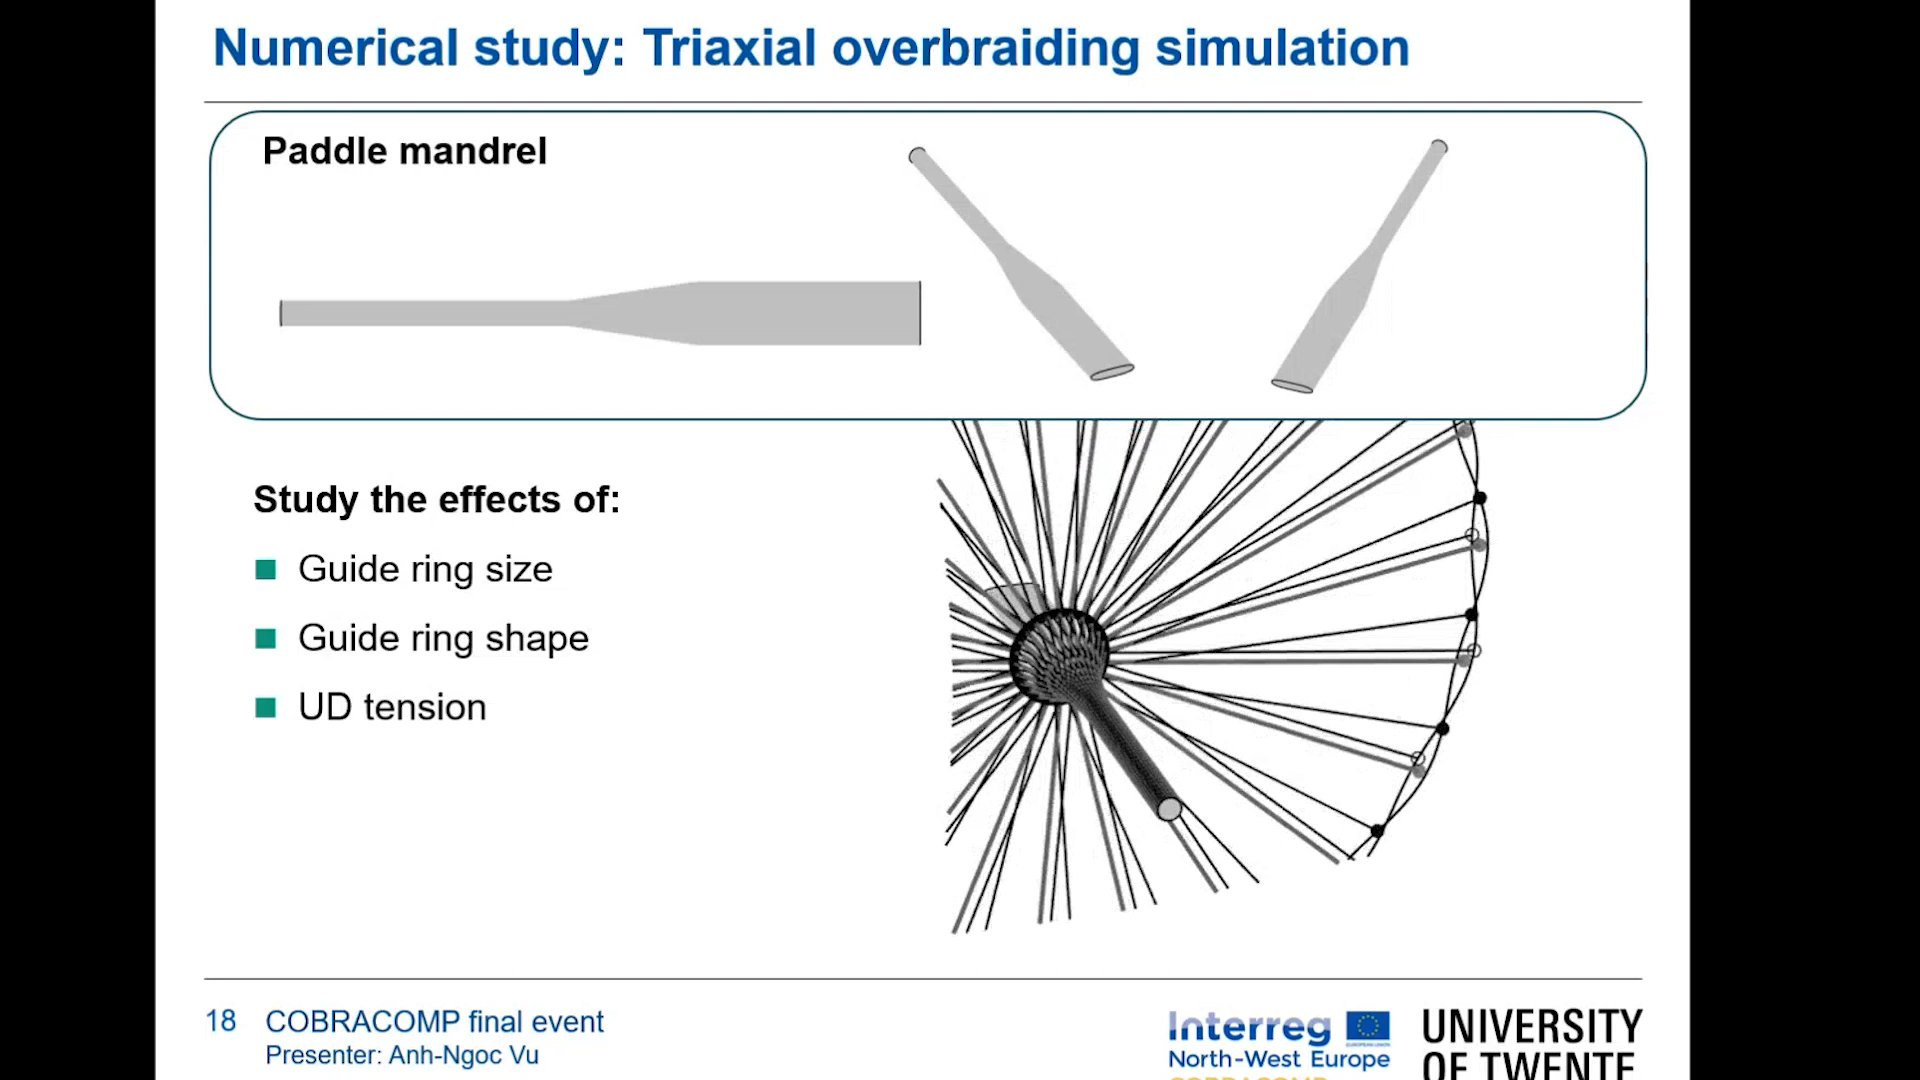 Numerical study: Triaxial overbraiding simulation
Paddle mandrel
Study the effects of:
Guide ring size
Guide ring shape
UD tension
18 COBRACOMP final event
Presenter: Anh-Ngoc Vu
Interreg
North-West Europe
UNIVERSITY
OF TWENTE